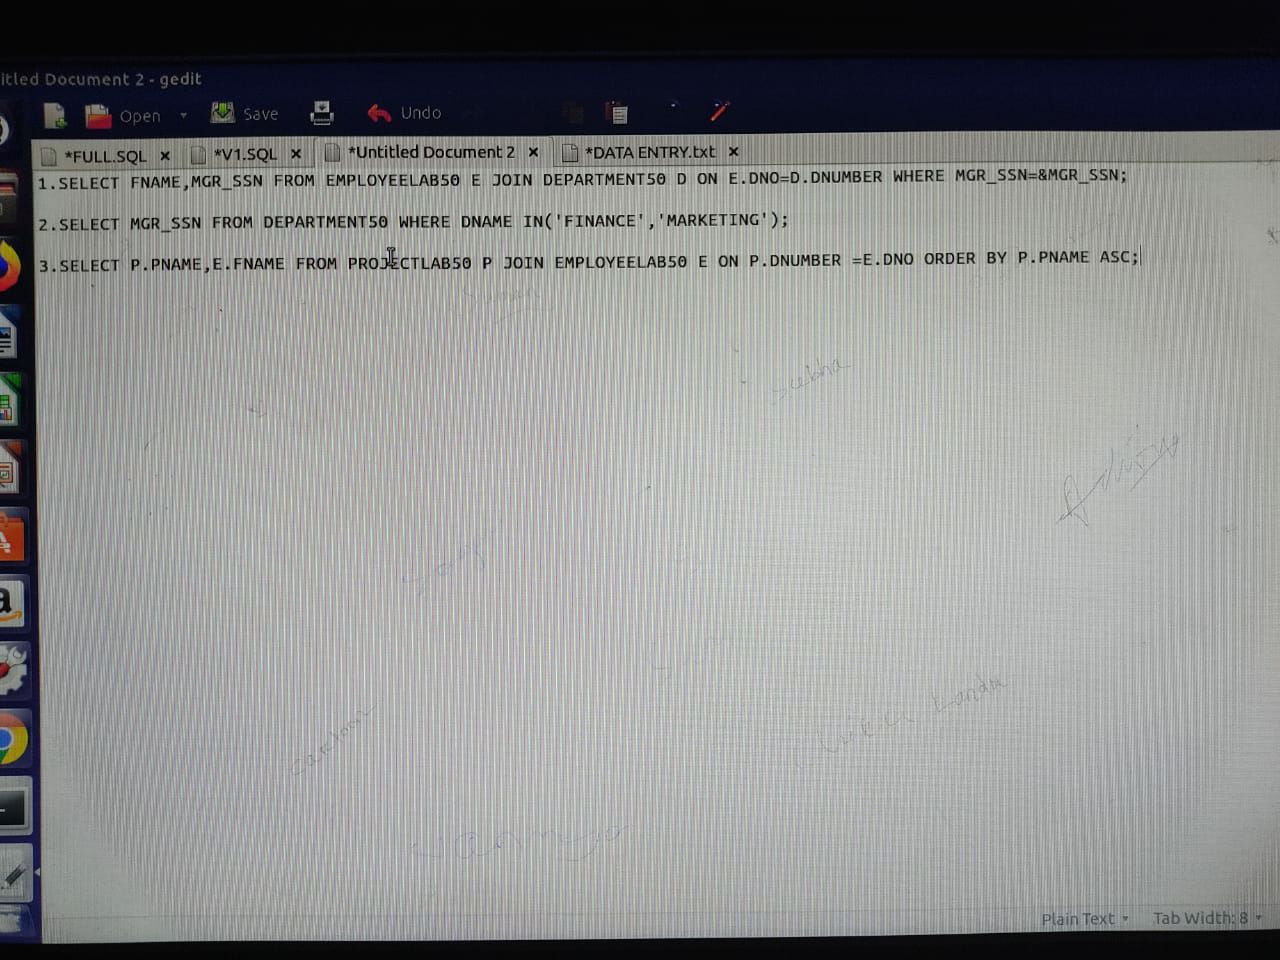 itled Document 2 - gedit
Open Save Undo
*FULL.SQL *V1.SQL *Untitled Document 2 *DATA ENTRY.txt
1.SELECT FNAME,MGR_SSN FROM EMPLOYEELAB50 E JOIN DEPARTMENT50 D ON E.DNO=D.DNUMBER WHERE MGR_SSN=&MGR_SSN;
2.SELECT MGR_SSN FROM DEPARTMENT50 WHERE DNAME IN('FINANCE','MARKETING');
3.SELECT P.PNAME,E.FNAME FROM PROJECTLAB50 P JOIN EMPLOYEELAB50 E ON P.DNUMBER =E.DNO ORDER BY P.PNAME ASC;
Suman
Plain Text Tab Width: 8